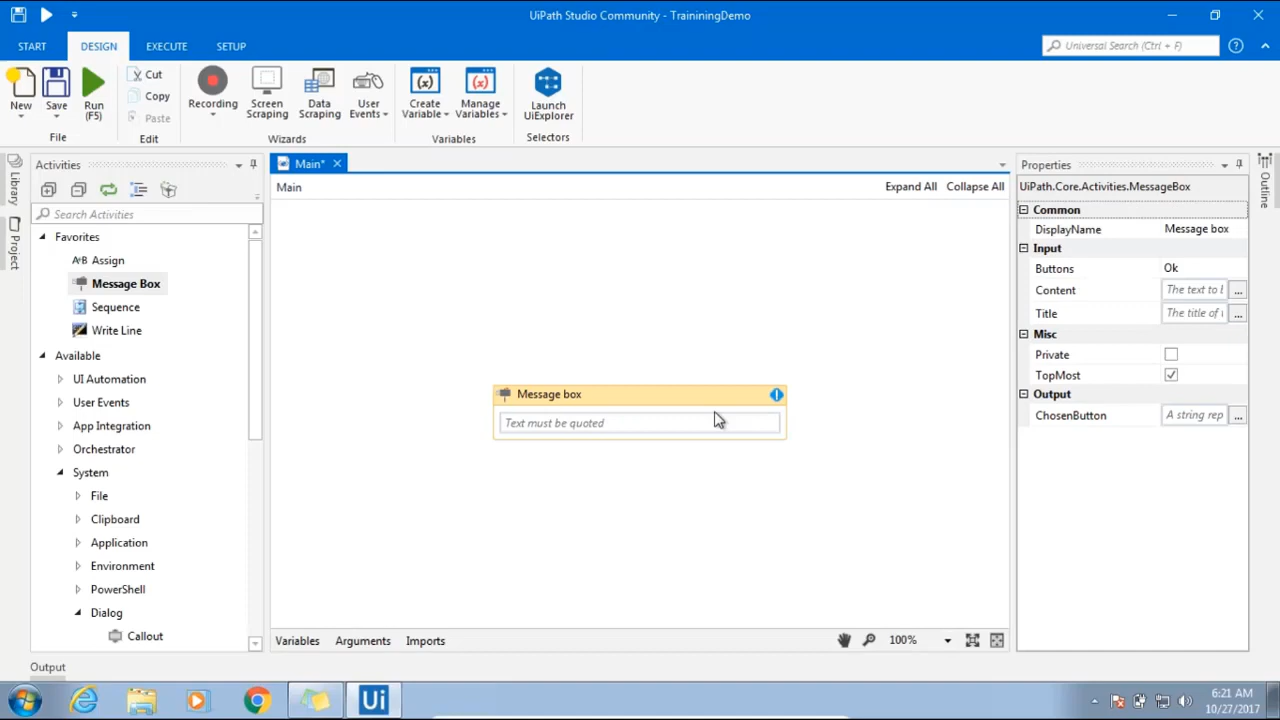 UiPath Studio Community - TraininingDemo
START DESIGN EXECUTE SETUP
Universal Search (Ctrl + F)
New Save Run (F5)
File
Cut
Copy
Paste
Edit
Recording Screen Scraping Data Scraping User Events
Wizards
Create Variable Manage Variables
Variables
Launch UiExplorer
Selectors
Library
Project
Activities
Search Activities
Favorites
A•B Assign
Message Box
Sequence
Write Line
Available
UI Automation
User Events
App Integration
Orchestrator
System
File
Clipboard
Application
Environment
PowerShell
Dialog
Callout
Main*
Main Expand All Collapse All
Message box
Text must be quoted
Variables Arguments Imports 100%
Properties
UiPath.Core.Activities.MessageBox
Common
DisplayName Message box
Input
Buttons Ok
Content The text to ...
Title The title of ...
Misc
Private
TopMost
Output
ChosenButton A string rep ...
Outline
Output
Ui
6:21 AM
10/27/2017